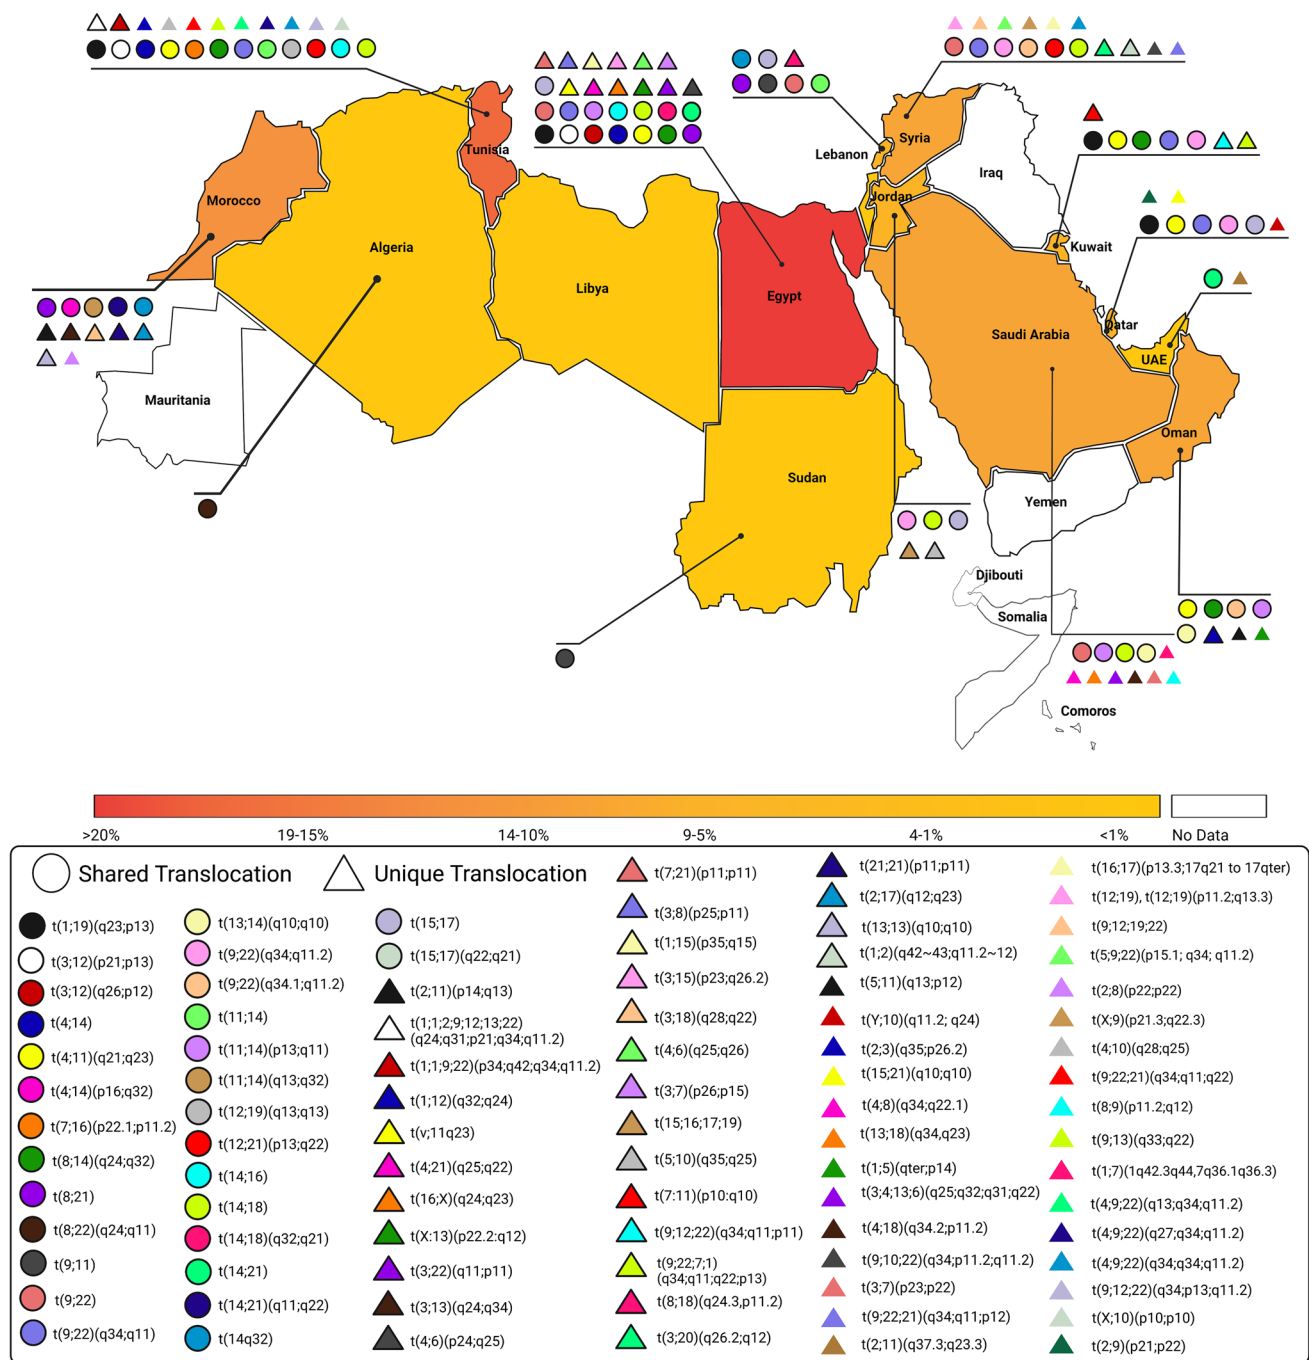 Tunisia
Syria
Lebanon
Iraq
Morocco
Jordan
Algeria
Kuwait
Libya
Egypt
Qatar
Saudi Arabia
UAE
Mauritania
Oman
Sudan
Yemen
Djibouti
Somalia
Comoros
>20% 19-15% 14-10% 9-5% 4-1% <1% No Data
Shared Translocation
Unique Translocation
t(1;19)(q23;p13)
t(3;12)(p21;p13)
t(3;12)(q26;p12)
t(4;14)
t(4;11)(q21;q23)
t(4;14)(p16;q32)
t(7;16)(p22.1;p11.2)
t(8;14)(q24;q32)
t(8;21)
t(8;22)(q24;q11)
t(9;11)
t(9;22)
t(9;22)(q34;q11)
t(13;14)(q10;q10)
t(9;22)(q34;q11.2)
t(9;22)(q34.1;q11.2)
t(11;14)
t(11;14)(p13;q11)
t(11;14)(q13;q32)
t(12;19)(q13;q13)
t(12;21)(p13;q22)
t(14;16)
t(14;18)
t(14;18)(q32;q21)
t(14;21)
t(14;21)(q11;q22)
t(14q32)
t(15;17)
t(15;17)(q22;q21)
t(2;11)(p14;q13)
t(1;1;2;9;12;13;22)
(q24;q31;p21;q34;q11.2)
t(1;1;9;22)(p34;q42;q34;q11.2)
t(1;12)(q32;q24)
t(v;11q23)
t(4;21)(q25;q22)
t(16;X)(q24;q23)
t(X:13)(p22.2:q12)
t(3;22)(q11;p11)
t(3;13)(q24;q34)
t(4;6)(p24;q25)
t(7;21)(p11;p11)
t(3;8)(p25;p11)
t(1;15)(p35;q15)
t(3;15)(p23;q26.2)
t(3;18)(q28;q22)
t(4;6)(q25;q26)
t(3;7)(p26;p15)
t(15;16;17;19)
t(5;10)(q35;q25)
t(7:11)(p10:q10)
t(9;12;22)(q34;q11;p11)
t(9;22;7;1)
(q34;q11;q22;p13)
t(8;18)(q24.3,p11.2)
t(3;20)(q26.2;q12)
t(21;21)(p11;p11)
t(2;17)(q12;q23)
t(13;13)(q10;q10)
t(1;2)(q42~43;q11.2~12)
t(5;11)(q13;p12)
t(Y;10)(q11.2; q24)
t(2;3)(q35;p26.2)
t(15;21)(q10;q10)
t(4;8)(q34;q22.1)
t(13;18)(q34,q23)
t(1;5)(qter;p14)
t(3;4;13;6)(q25;q32;q31;q22)
t(4;18)(q34.2;p11.2)
t(9;10;22)(q34;p11.2;q11.2)
t(3;7)(p23;p22)
t(9;22;21)(q34;q11;p12)
t(2;11)(q37.3;q23.3)
t(16;17)(p13.3;17q21 to 17qter)
t(12;19), t(12;19)(p11.2;q13.3)
t(9;12;19;22)
t(5;9;22)(p15.1; q34; q11.2)
t(2;8)(p22;p22)
t(X;9)(p21.3;q22.3)
t(4;10)(q28;q25)
t(9;22;21)(q34;q11;q22)
t(8;9)(p11.2;q12)
t(9;13)(q33;q22)
t(1;7)(1q42.3q44,7q36.1q36.3)
t(4;9;22)(q13;q34;q11.2)
t(4;9;22)(q27;q34;q11.2)
t(4;9;22)(q34;q34;q11.2)
t(9;12;22)(q34;p13;q11.2)
t(X;10)(p10;p10)
t(2;9)(p21;p22)